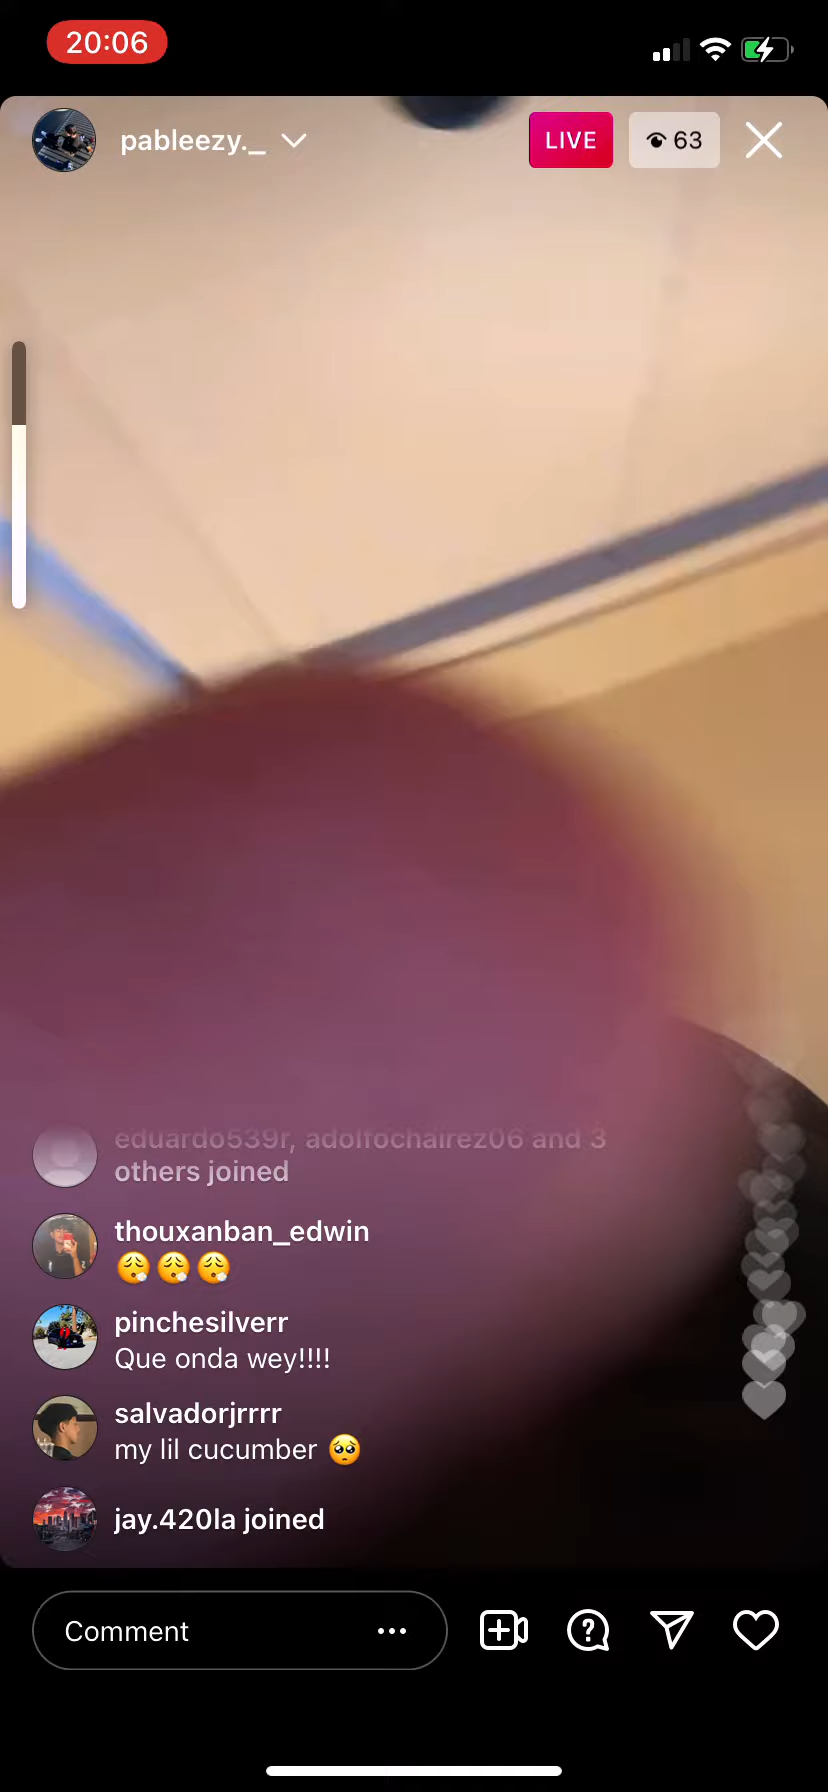 20:06
pableezy._
LIVE
63
eduardo539r, adolfochairez06 and 3
others joined
thouxanban_edwin
😮‍💨😮‍💨😮‍💨
pinchesilverr
Que onda wey!!!!
salvadorjrrrr
my lil cucumber 🥺
jay.420la joined
Comment